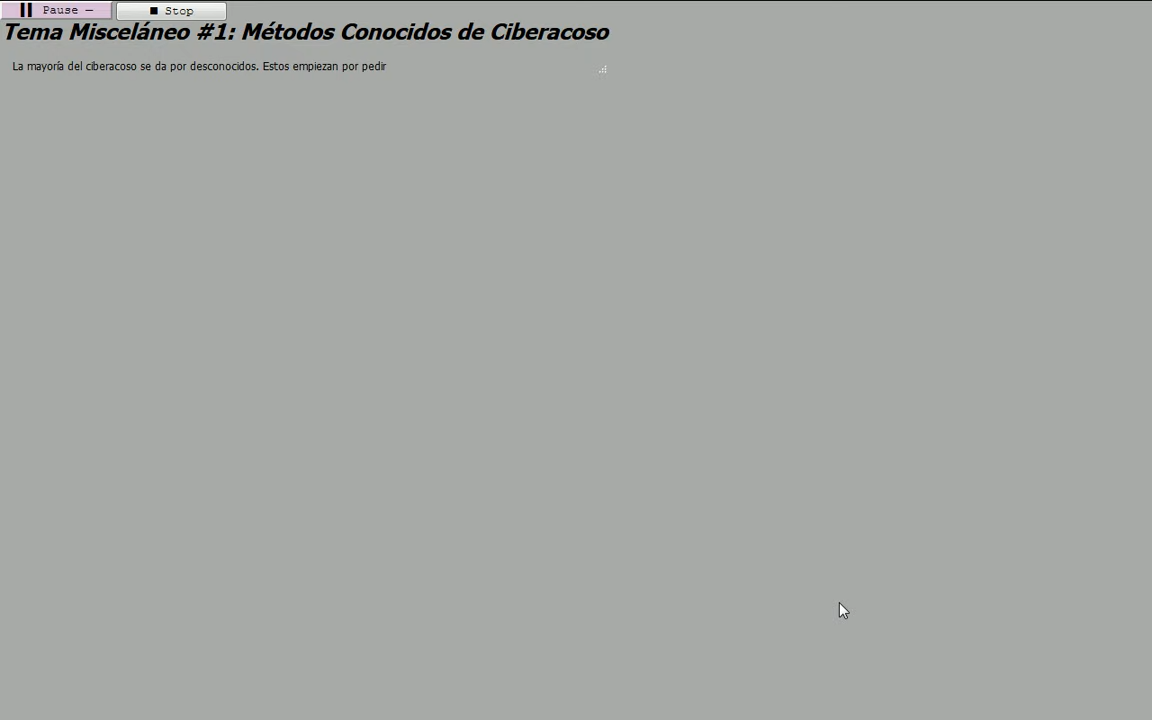 Pause —
Stop
Tema Misceláneo #1: Métodos Conocidos de Ciberacoso
La mayoría del ciberacoso se da por desconocidos. Estos empiezan por pedir